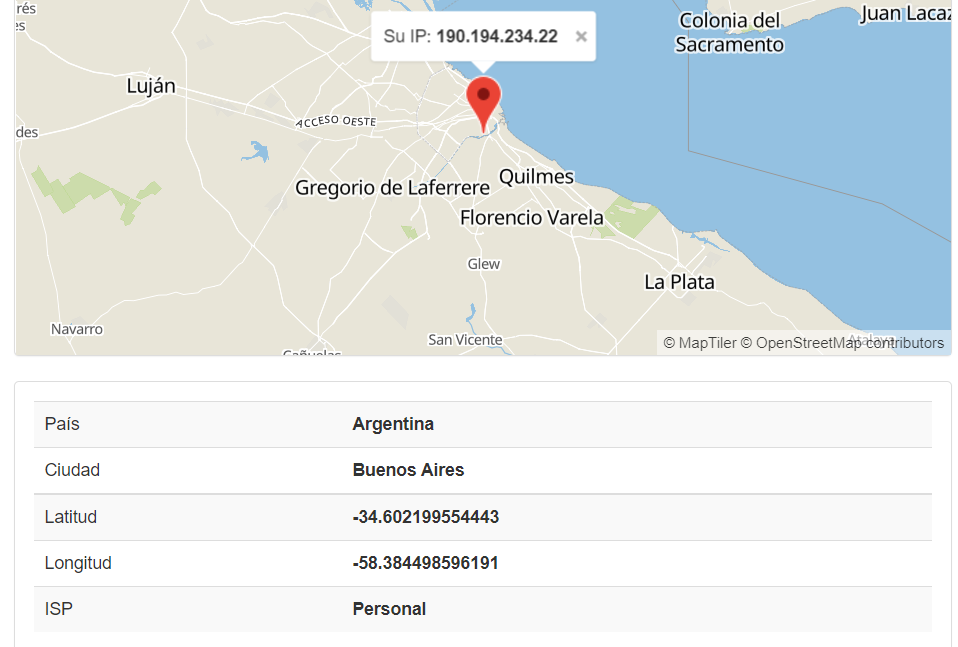 rés
es
Su IP: 190.194.234.22 ×
Colonia del
Sacramento
Juan Lacaz
Luján
ACCESO OESTE
des
Gregorio de Laferrere
Quilmes
Florencio Varela
Glew
La Plata
Navarro
San Vicente
Cañuelas
Atalaya
© MapTiler © OpenStreetMap contributors
País Argentina
Ciudad Buenos Aires
Latitud -34.602199554443
Longitud -58.384498596191
ISP Personal